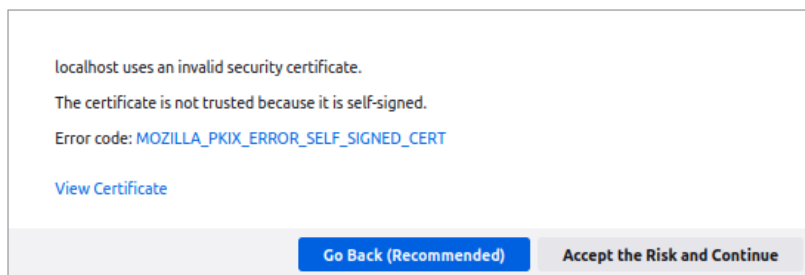 localhost uses an invalid security certificate.
The certificate is not trusted because it is self-signed.
Error code: MOZILLA_PKIX_ERROR_SELF_SIGNED_CERT
View Certificate
Go Back (Recommended) Accept the Risk and Continue